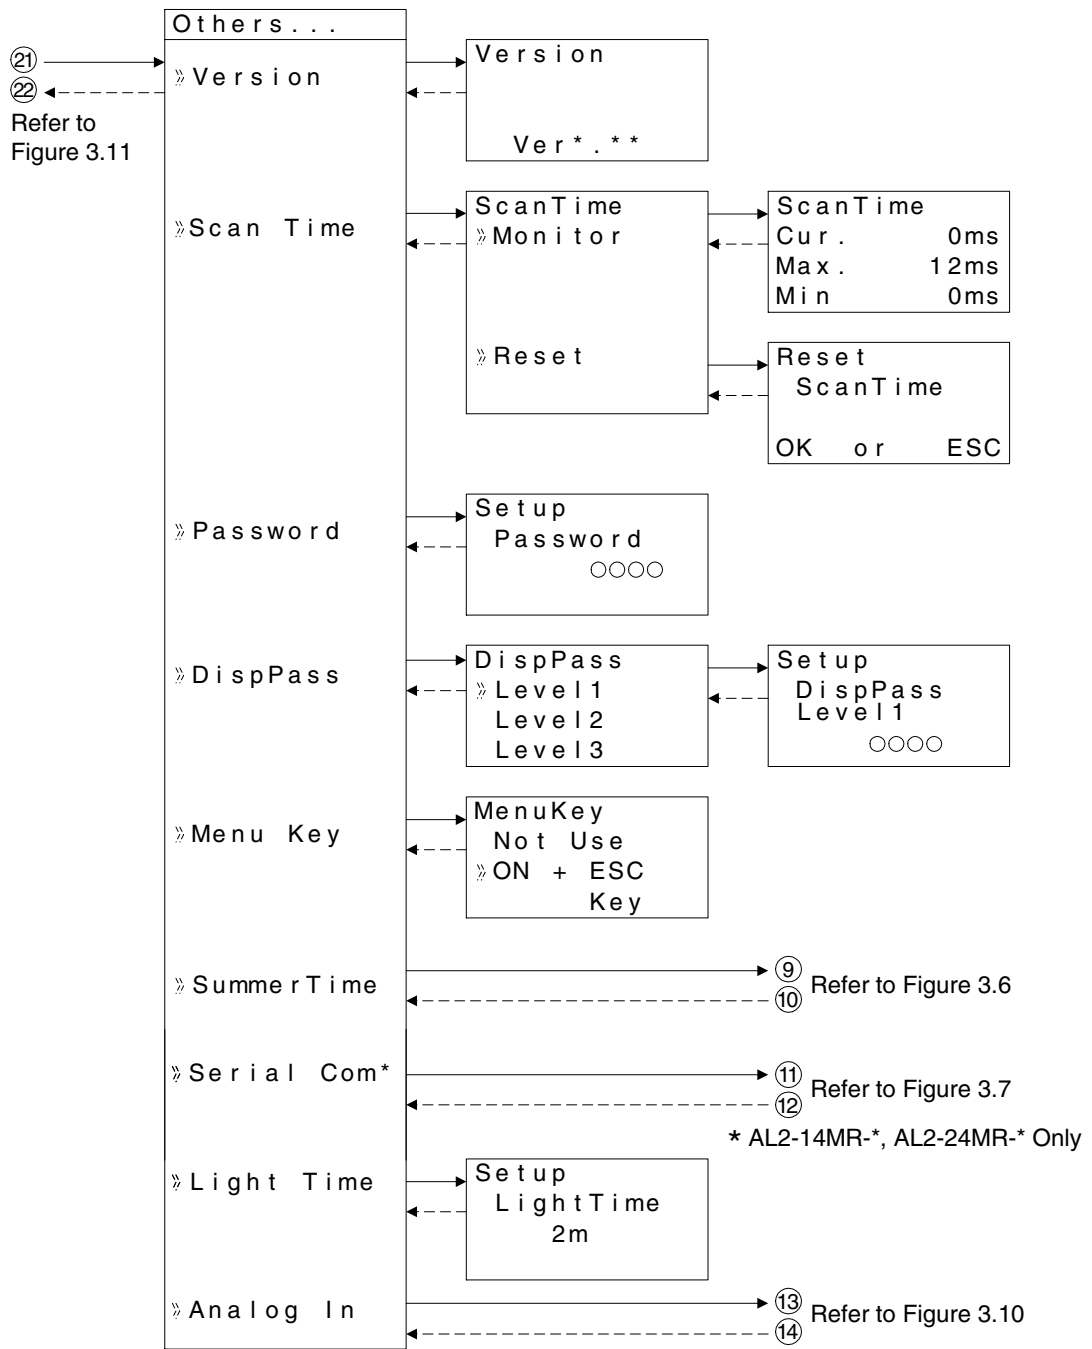 Others...
㉑
㉒
Refer to
Figure 3.11
»Version
Version
Ver*.**
»Scan Time
ScanTime
»Monitor
»Reset
ScanTime
Cur. 0ms
Max. 12ms
Min 0ms
Reset
ScanTime
OK or ESC
»Password
Setup
Password
○○○○
»DispPass
DispPass
»Level1
Level2
Level3
Setup
DispPass
Level1
○○○○
»Menu Key
MenuKey
Not Use
»ON + ESC
Key
»SummerTime
⑨
⑩
Refer to Figure 3.6
»Serial Com*
⑪
⑫
Refer to Figure 3.7
* AL2-14MR-*, AL2-24MR-* Only
»Light Time
Setup
LightTime
2m
»Analog In
⑬
⑭
Refer to Figure 3.10